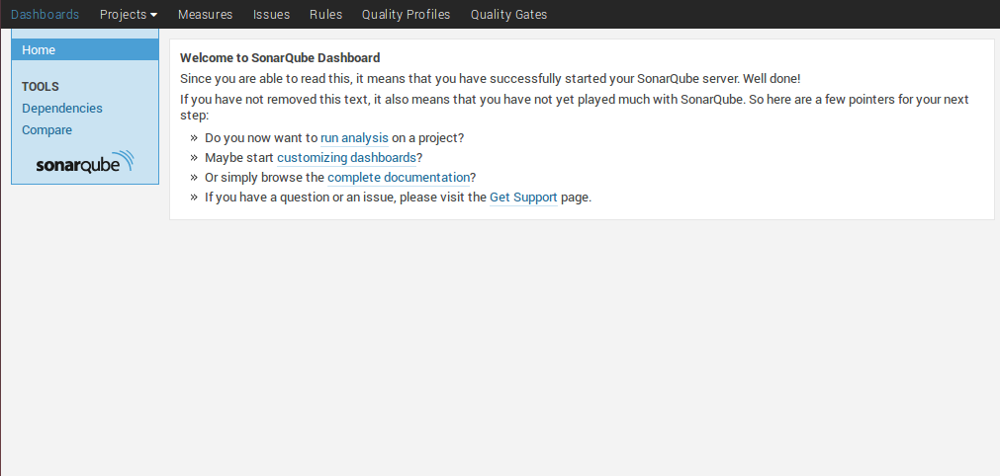 Dashboards Projects Measures Issues Rules Quality Profiles Quality Gates
Home
TOOLS
Dependencies
Compare
sonarqube
Welcome to SonarQube Dashboard
Since you are able to read this, it means that you have successfully started your SonarQube server. Well done!
If you have not removed this text, it also means that you have not yet played much with SonarQube. So here are a few pointers for your next
step:
» Do you now want to run analysis on a project?
» Maybe start customizing dashboards?
» Or simply browse the complete documentation?
» If you have a question or an issue, please visit the Get Support page.